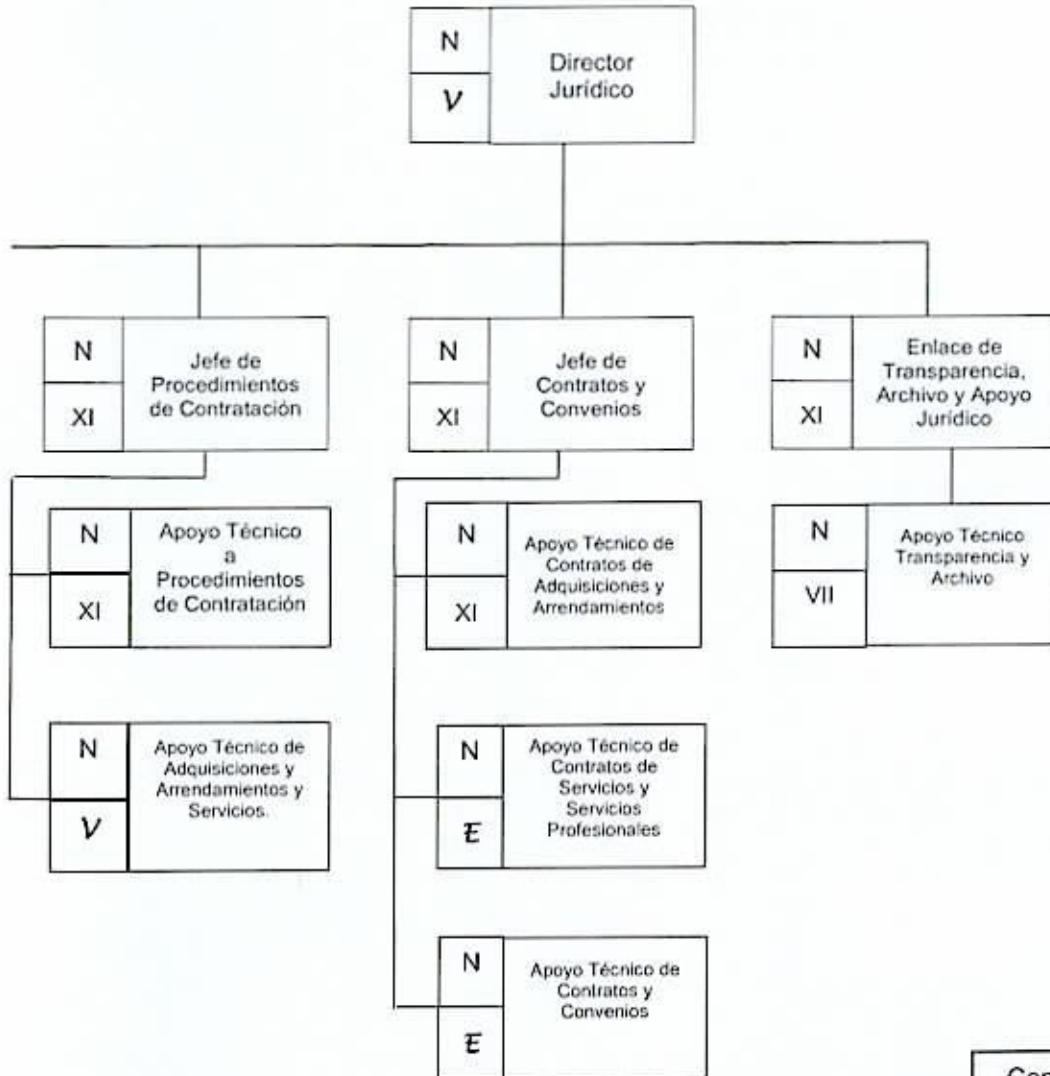 N
V
Director
Jurídico
N
XI
Jefe de
Procedimientos
de Contratación
N
XI
Jefe de
Contratos y
Convenios
N
XI
Enlace de
Transparencia,
Archivo y Apoyo
Jurídico
N
XI
Apoyo Técnico
a
Procedimientos
de Contratación
N
XI
Apoyo Técnico de
Contratos de
Adquisiciones y
Arrendamientos
N
VII
Apoyo Técnico
Transparencia y
Archivo
N
V
Apoyo Técnico de
Adquisiciones y
Arrendamientos y
Servicios.
N
E
Apoyo Técnico de
Contratos de
Servicios y
Servicios
Profesionales
N
E
Apoyo Técnico de
Contratos y
Convenios